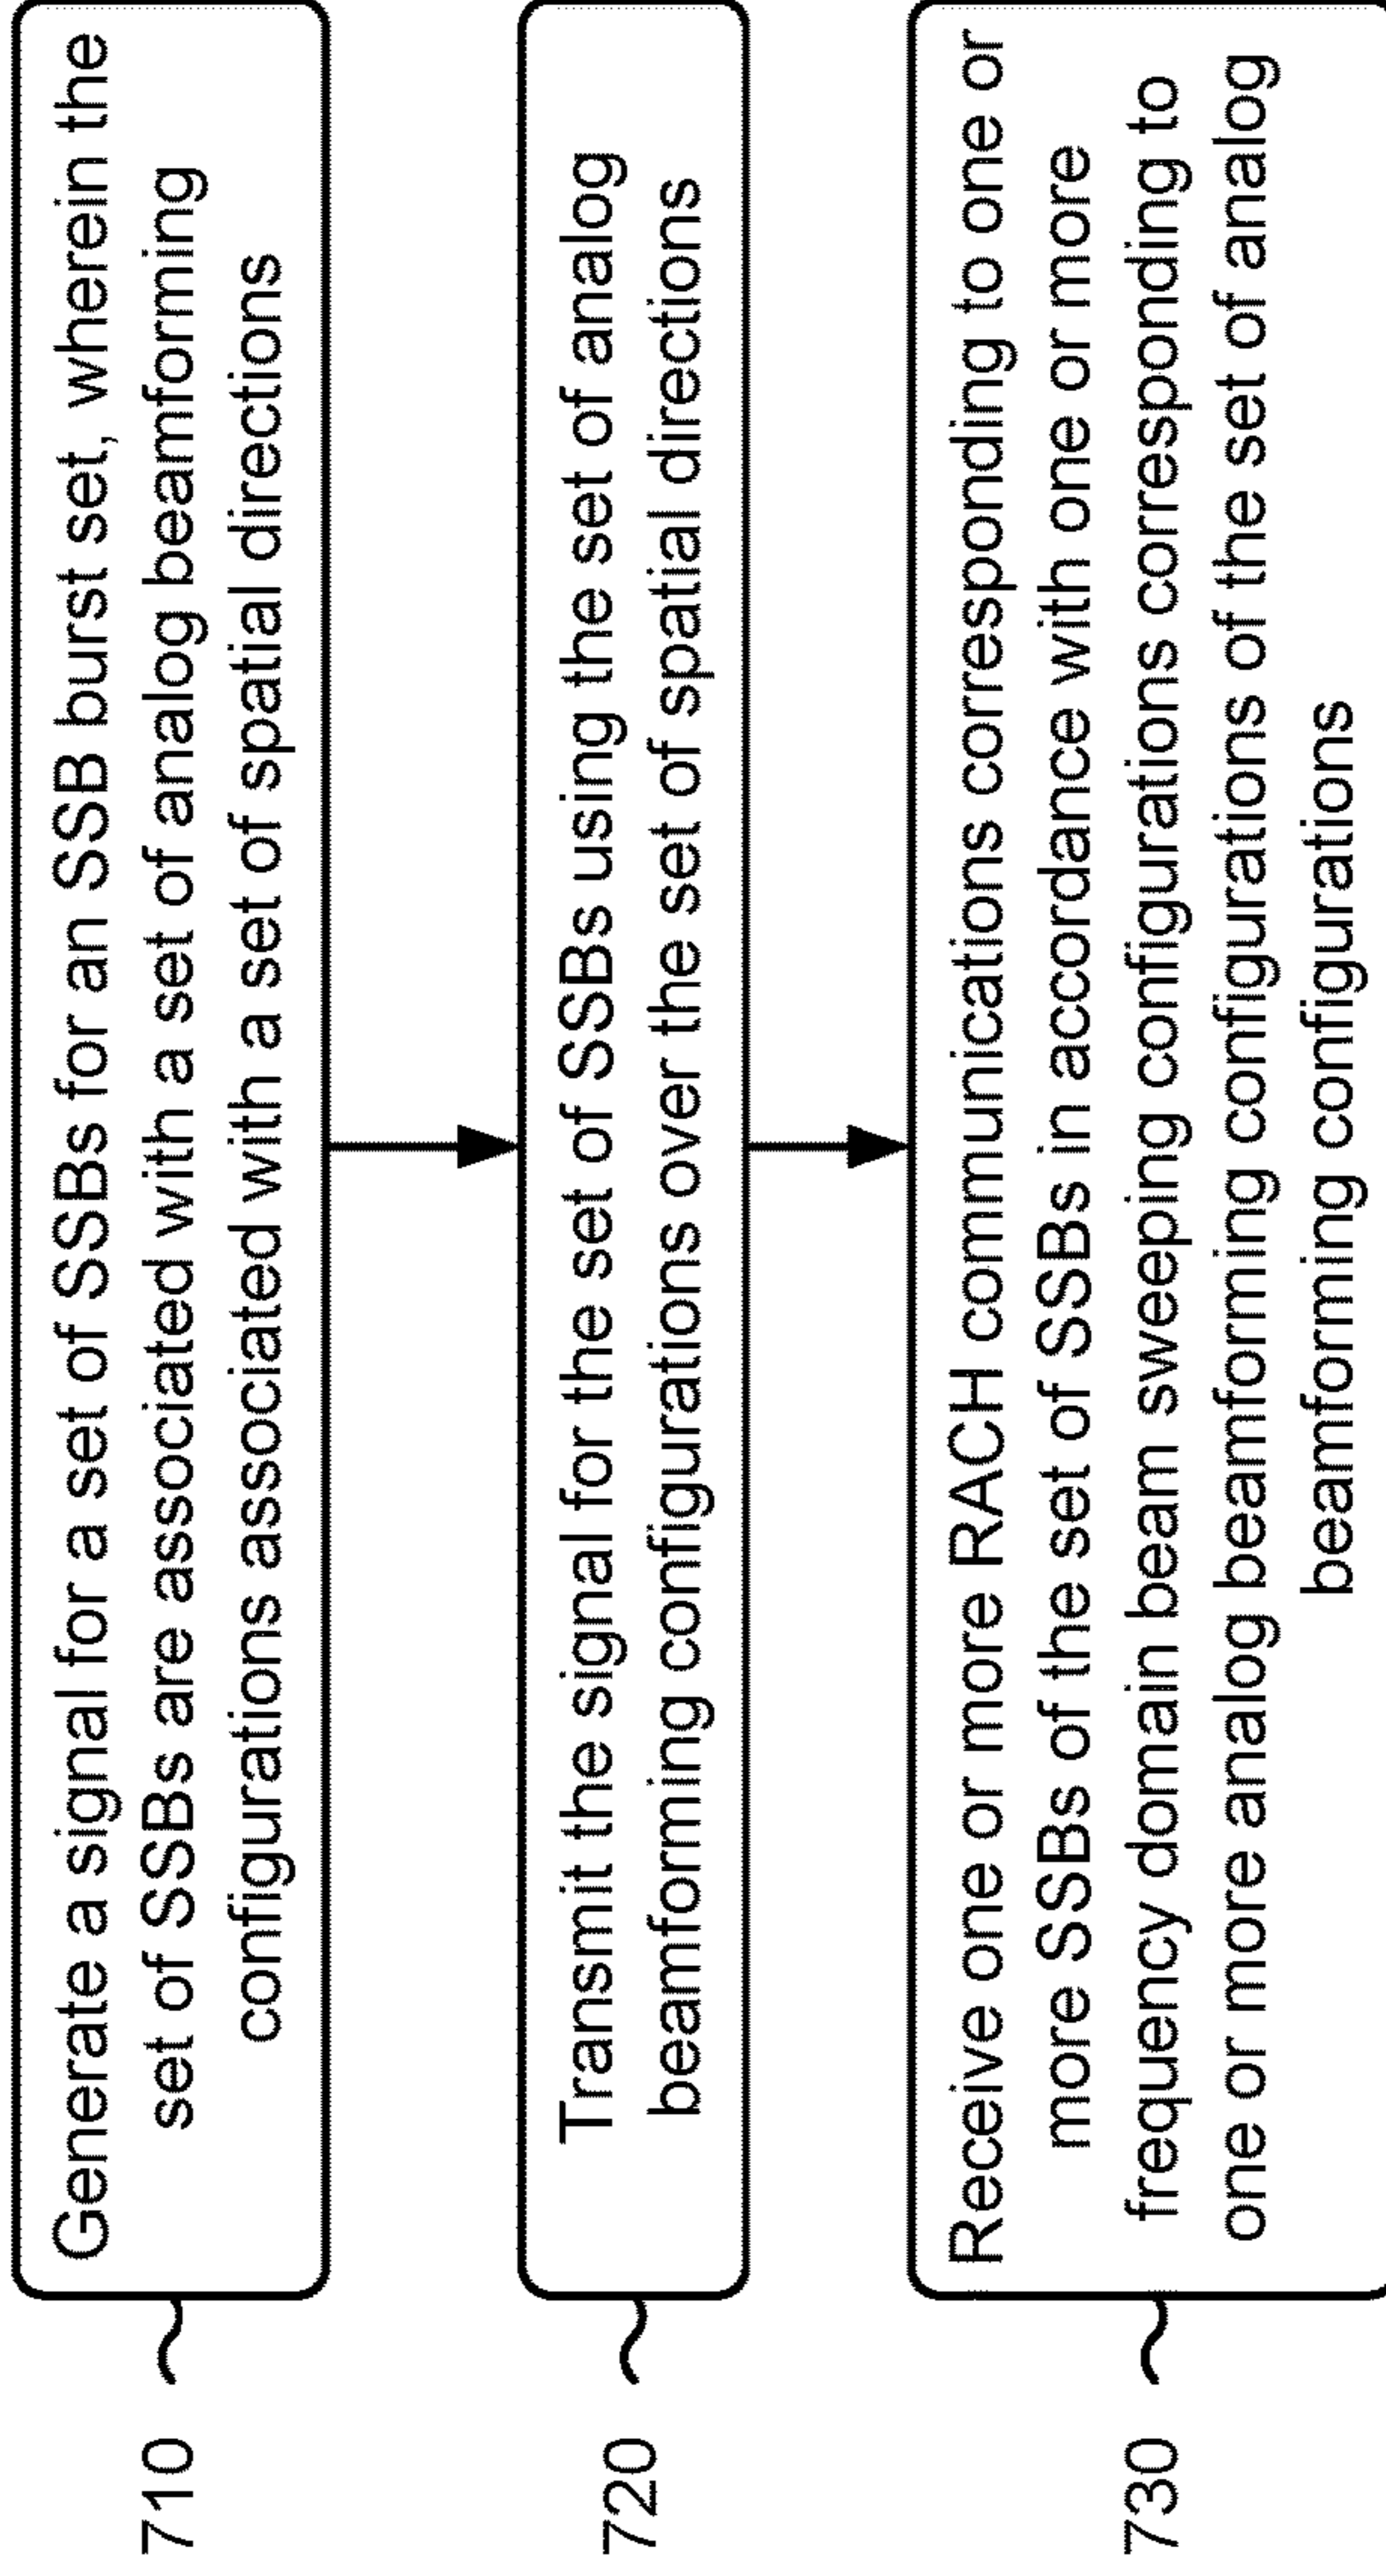 710
Generate a signal for a set of SSBs for an SSB burst set, wherein the
set of SSBs are associated with a set of analog beamforming
configurations associated with a set of spatial directions
720
Transmit the signal for the set of SSBs using the set of analog
beamforming configurations over the set of spatial directions
730
Receive one or more RACH communications corresponding to one or
more SSBs of the set of SSBs in accordance with one or more
frequency domain beam sweeping configurations corresponding to
one or more analog beamforming configurations of the set of analog
beamforming configurations